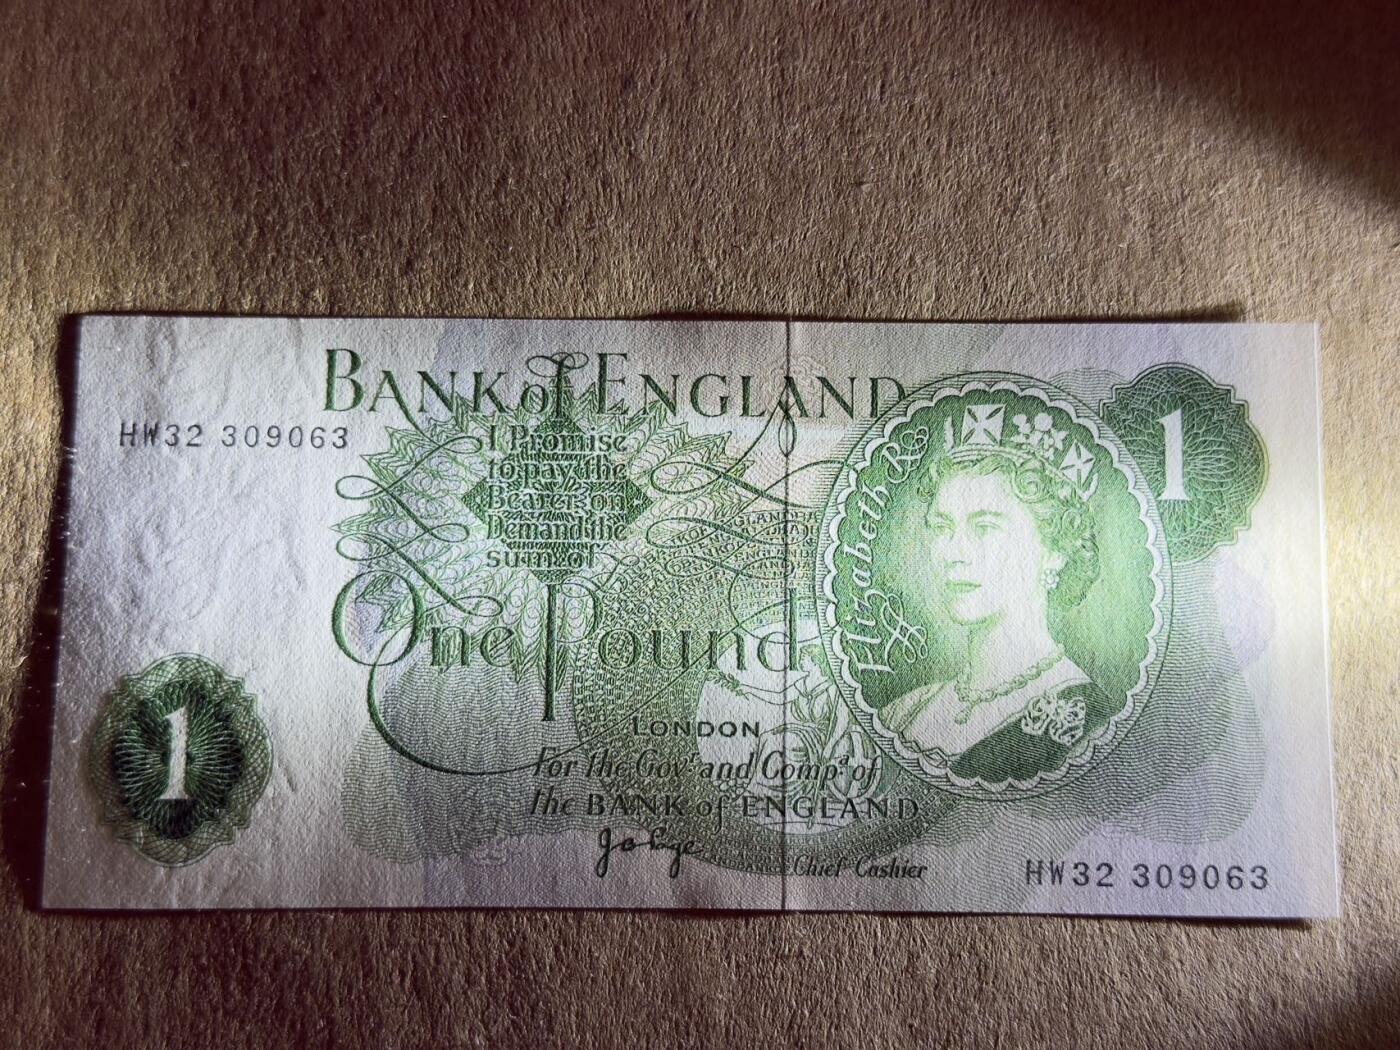 BANK of ENGLAND
HW32 309063
I Promise
to pay the
Bearer on
Demand the
sum of
One Pound
LONDON
For the Govr. and Compa. of
the BANK of ENGLAND
Chief Cashier
Elizabeth R
1
1
HW32 309063